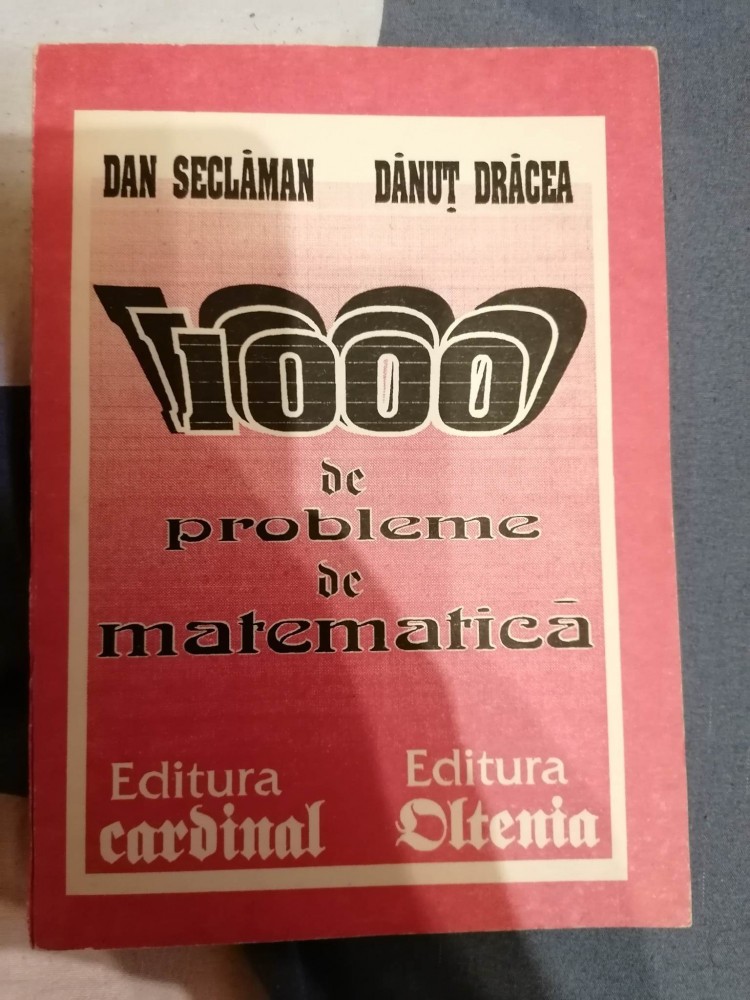 DAN SECLĂMAN DĂNUȚ DRĂCEA
1000
de
probleme
de
matematică
Editura Editura
cardinal Oltenia